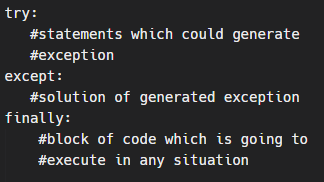 try:
   #statements which could generate
   #exception
except:
   #solution of generated exception
finally:
    #block of code which is going to
    #execute in any situation